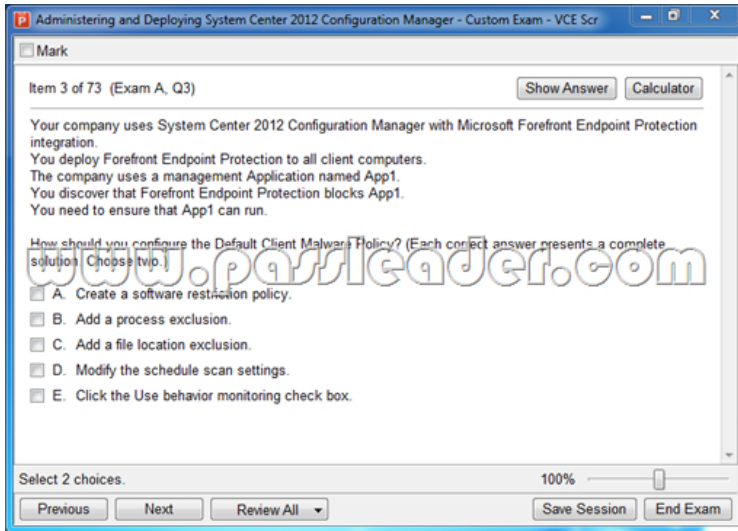 Administering and Deploying System Center 2012 Configuration Manager - Custom Exam - VCE Scr
Mark
Item 3 of 73 (Exam A, Q3)
Show Answer
Calculator
Your company uses System Center 2012 Configuration Manager with Microsoft Forefront Endpoint Protection
integration.
You deploy Forefront Endpoint Protection to all client computers.
The company uses a management Application named App1.
You discover that Forefront Endpoint Protection blocks App1.
You need to ensure that App1 can run.
How should you configure the Default Client Malware Policy? (Each correct answer presents a complete
solution. Choose two.)
www.passleader.com
A. Create a software restriction policy.
B. Add a process exclusion.
C. Add a file location exclusion.
D. Modify the schedule scan settings.
E. Click the Use behavior monitoring check box.
Select 2 choices.
100%
Previous
Next
Review All
Save Session
End Exam